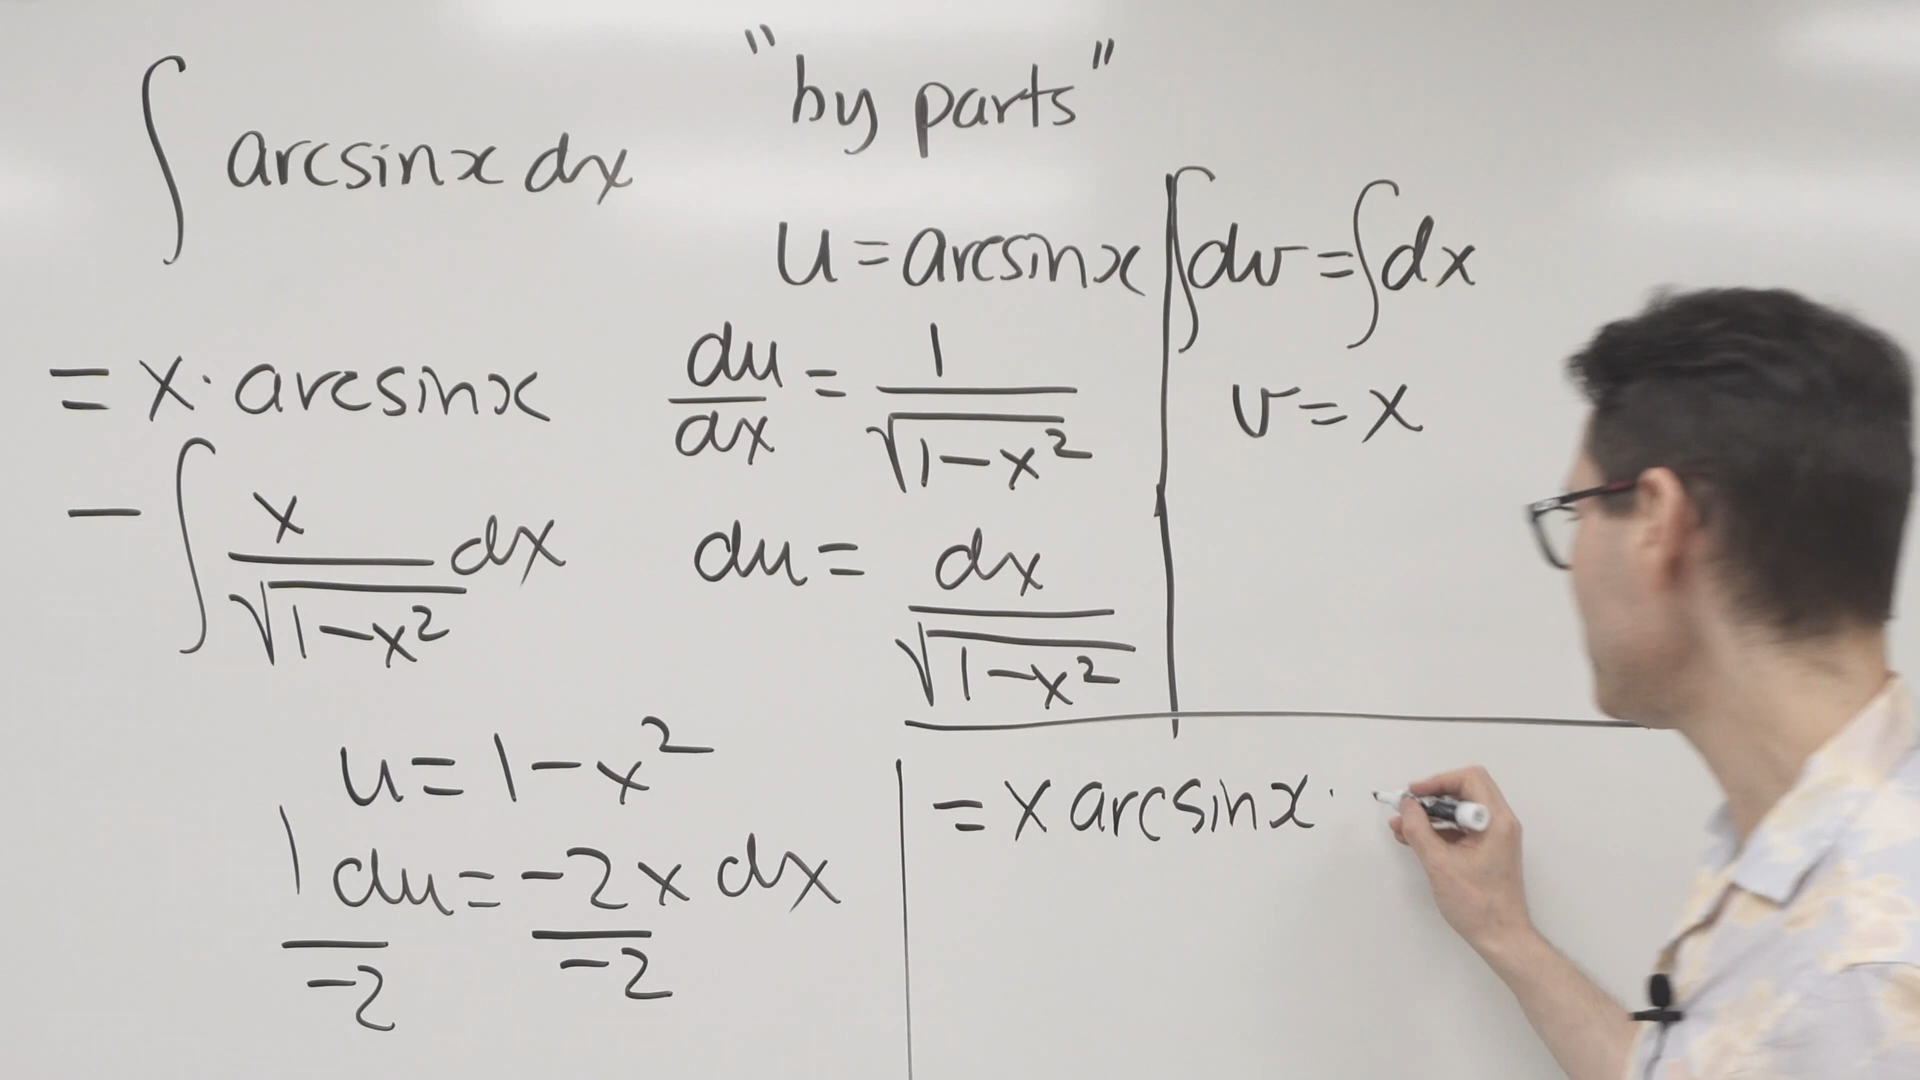 ∫ arcsinx dx
"by parts"
u = arcsinx
∫dv = ∫dx
= x · arcsinx
du/dx = 1/√(1-x²)
v = x
- ∫ x/√(1-x²) dx
du = dx/√(1-x²)
u = 1-x²
1/-2 du = -2x/-2 dx
= x arcsinx